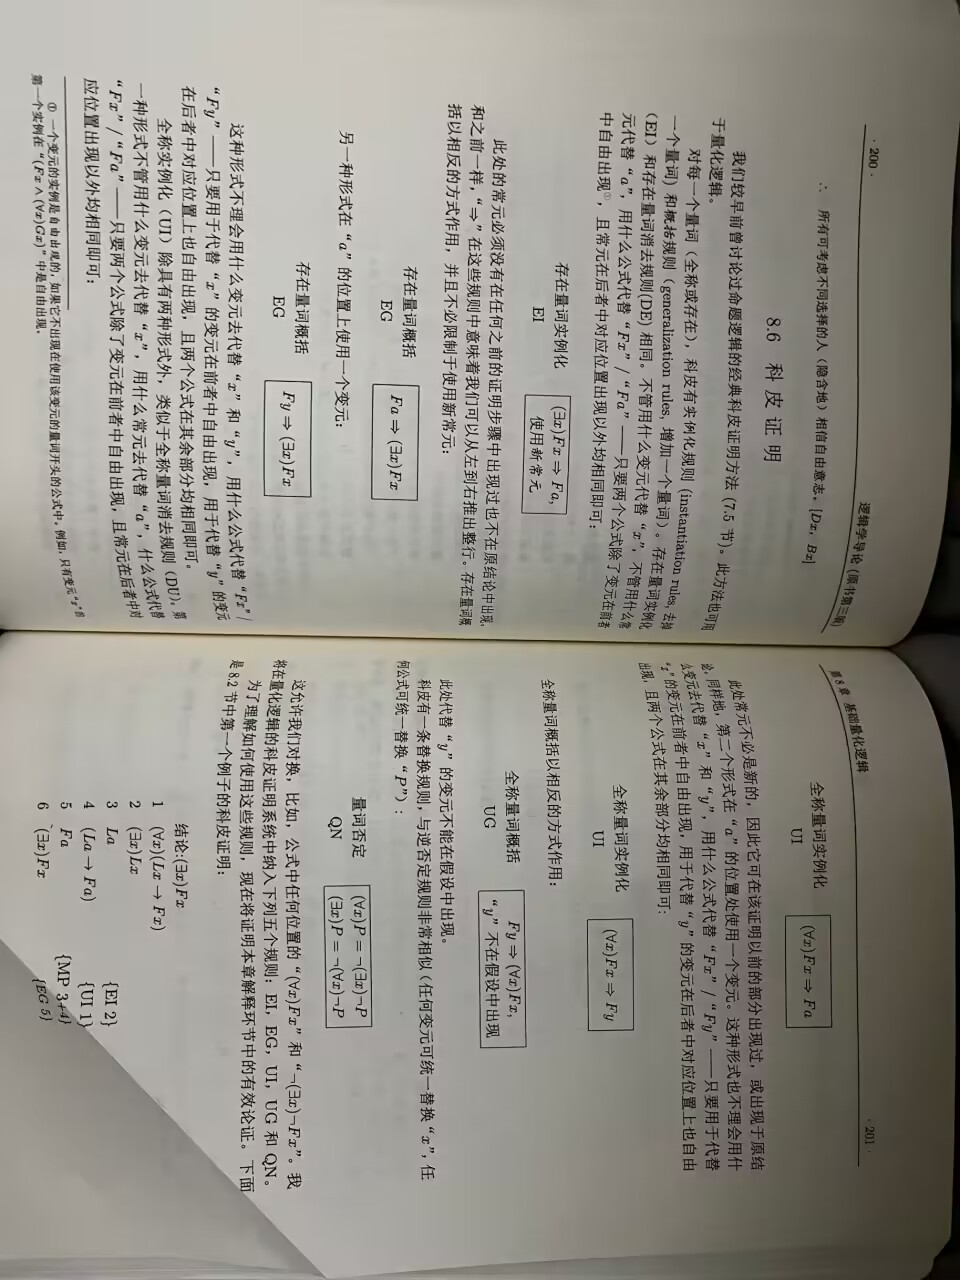 · 200 ·
逻辑学导论 (原书第三版)
∴ 所有可考虑不同选择的人（隐含地）相信自由意志。[Dx, Bx]
8.6 科皮证明
我们较早前曾讨论过命题逻辑的经典科皮证明方法 (7.5 节)。此方法也可用
于量化逻辑。
对每一个量词（全称或存在），科皮有实例化规则 (instantiation rules, 去掉
一个量词) 和概括规则（generalization rules, 增加一个量词）。存在量词实例化
（EI）和存在量词消去规则(DE) 相同。不管用什么变元代替“x”，不管用什么常
元代替“a”，用什么公式代替“Fx” / “Fa” ——只要两个公式除了变元在前者
中自由出现①，且常元在后者中对应位置出现以外均相同即可：
存在量词实例化
EI
(∃x)Fx ⇒ Fa,
使用新常元
此处的常元必须没有在任何之前的证明步骤中出现过也不在原结论中出现，
和之前一样，“⇒” 在这些规则中意味着我们可以从左到右推出整行。存在量词概
括以相反的方式作用，并且不必限制于使用新常元：
存在量词概括
EG
Fa ⇒ (∃x)Fx
另一种形式在“a”的位置上使用一个变元：
存在量词概括
EG
Fy ⇒ (∃x)Fx
这种形式不理会用什么变元去代替“x”和“y”，用什么公式代替“Fx” /
“Fy” ——只要用于代替“x”的变元在前者中自由出现，用于代替“y”的变元
在后者中对应位置上也自由出现，且两个公式在其余部分均相同即可。
全称实例化（UI）除具有两种形式外，类似于全称量词消去规则（DU）。第
一种形式不管用什么变元去代替“x”，用什么常元去代替“a”，什么公式代替
“Fx” / “Fa” ——只要两个公式除了变元在前者中自由出现，且常元在后者中对
应位置出现以外均相同即可：
① 一个变元的实例是自由出现的，如果它不出现在使用该变元的量词开头的公式中。例如，只有变元“x”的
第一个实例在“(Fx ∧ (∀x)Gx)”中是自由出现。
第 8 章 基础量化逻辑
· 201 ·
全称量词实例化
UI
(∀x)Fx ⇒ Fa
此处常元不必是新的，因此它可在该证明以前的部分出现过，或出现于原结
论。同样地，第二个形式在“a”的位置处使用一个变元。这种形式也不理会用什
么变元去代替“x”和“y”，用什么公式代替“Fx” / “Fy” ——只要用于代替
“x”的变元在前者中自由出现，用于代替“y”的变元在后者中对应位置上也自由
出现，且两个公式在其余部分均相同即可：
全称量词实例化
UI
(∀x)Fx ⇒ Fy
全称量词概括以相反的方式作用：
全称量词概括
UG
Fy ⇒ (∀x)Fx,
“y”不在假设中出现
此处代替“y”的变元不能在假设中出现。
科皮有一条替换规则，与逆否定规则非常相似（任何变元可统一替换“x”，任
何公式可统一替换“P”）：
量词否定
QN
(∀x)P = ¬(∃x)¬P
(∃x)P = ¬(∀x)¬P
这允许我们对换，比如，公式中任何位置的“(∀x)Fx”和“¬(∃x)¬Fx”。我
将在量化逻辑的科皮证明系统中纳入下列五个规则：EI，EG，UI，UG 和 QN。
为了理解如何使用这些规则，现在将证明本章解释环节中的有效论证。下面
是 8.2 节中第一个例子的科皮证明：
结论:(∃x)Fx
1 (∀x)(Lx → Fx)
2 (∃x)Lx
3 La {EI 2}
4 (La → Fa) {UI 1}
5 Fa {MP 3+4}
6 (∃x)Fx {EG 5}